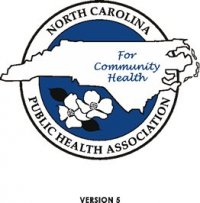 NORTH CAROLINA
For
Community
Health
PUBLIC HEALTH ASSOCIATION
VERSION 5